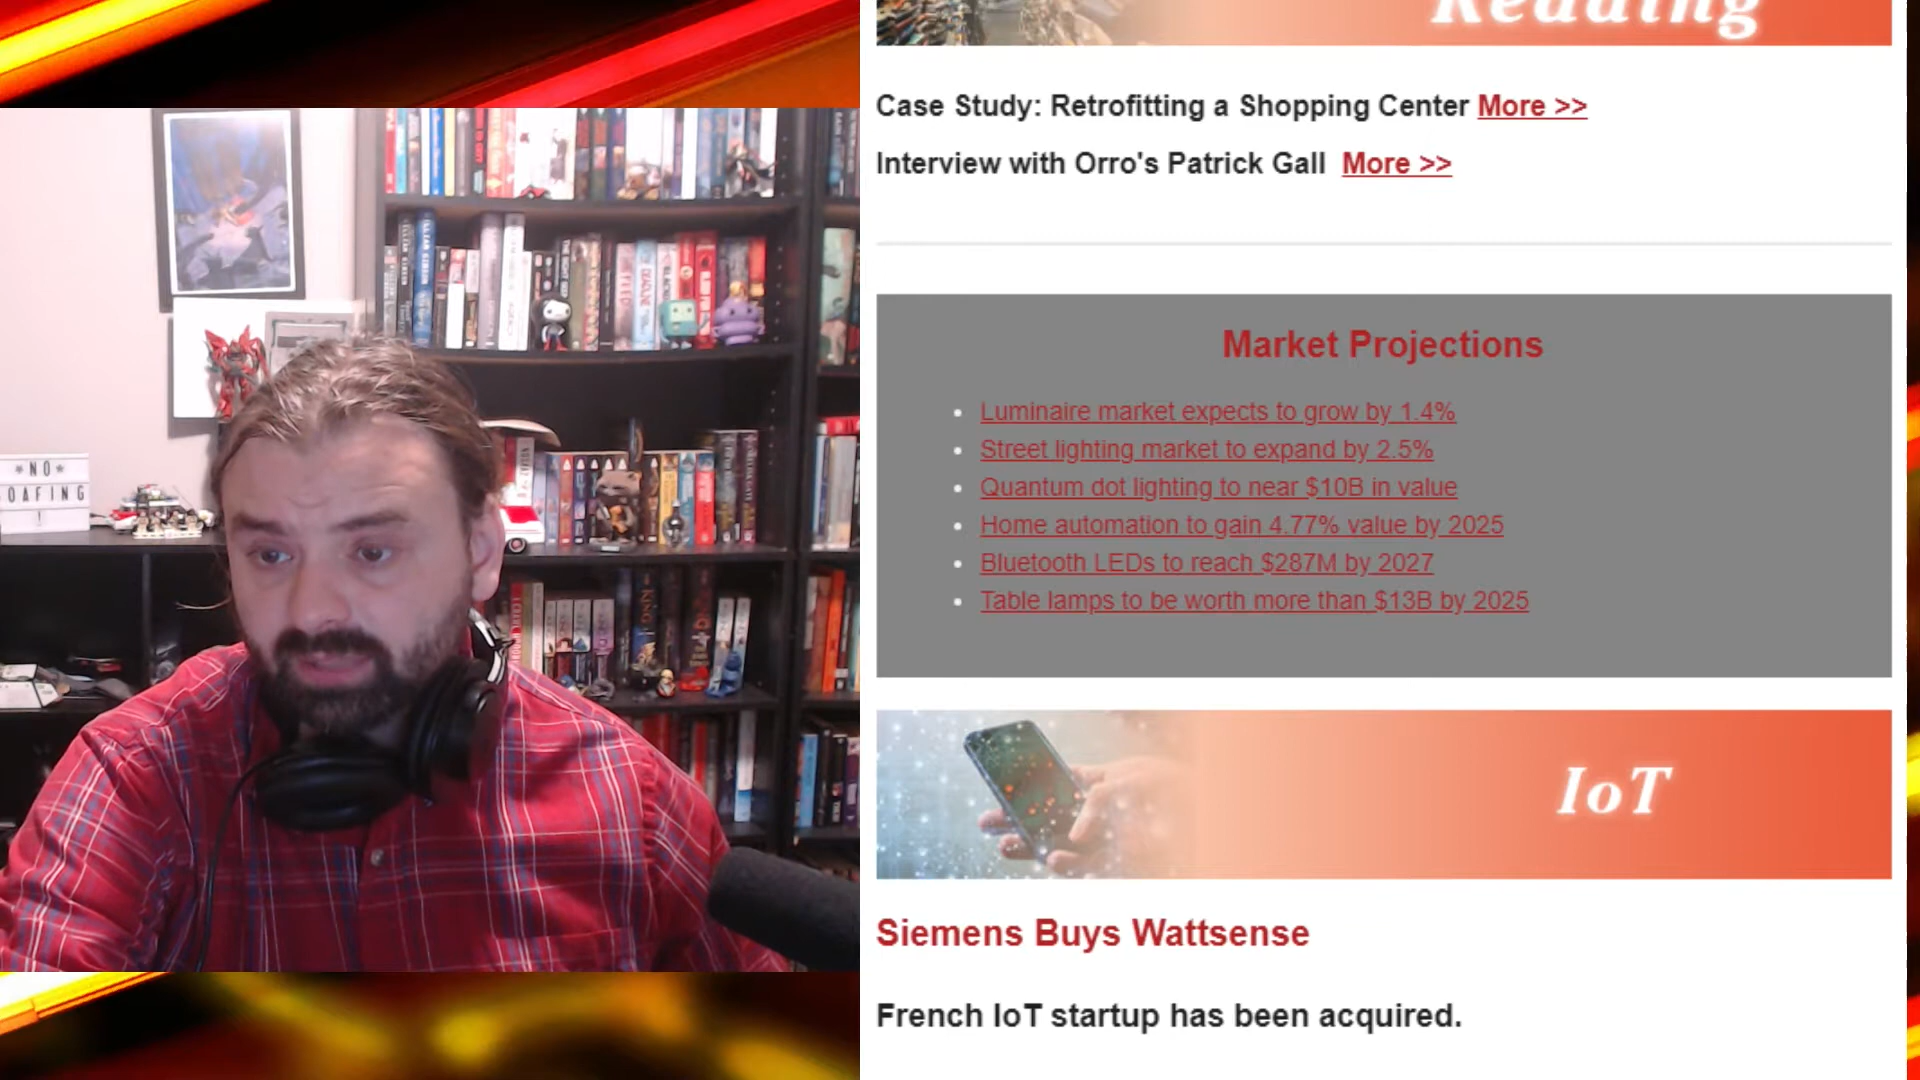 *NO*
OAFING
!
Reading
Case Study: Retrofitting a Shopping Center More >>
Interview with Orro's Patrick Gall More >>
Market Projections
• Luminaire market expects to grow by 1.4%
• Street lighting market to expand by 2.5%
• Quantum dot lighting to near $10B in value
• Home automation to gain 4.77% value by 2025
• Bluetooth LEDs to reach $287M by 2027
• Table lamps to be worth more than $13B by 2025
IoT
Siemens Buys Wattsense
French IoT startup has been acquired.